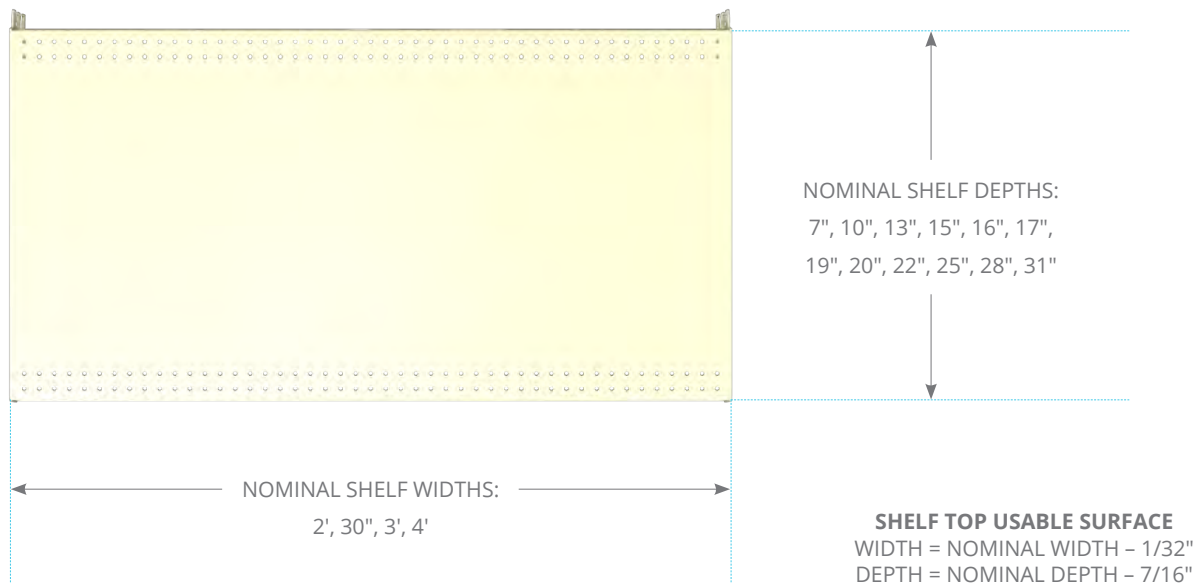 NOMINAL SHELF DEPTHS:
7", 10", 13", 15", 16", 17",
19", 20", 22", 25", 28", 31"
NOMINAL SHELF WIDTHS:
2', 30", 3', 4'
SHELF TOP USABLE SURFACE
WIDTH = NOMINAL WIDTH – 1/32"
DEPTH = NOMINAL DEPTH – 7/16"